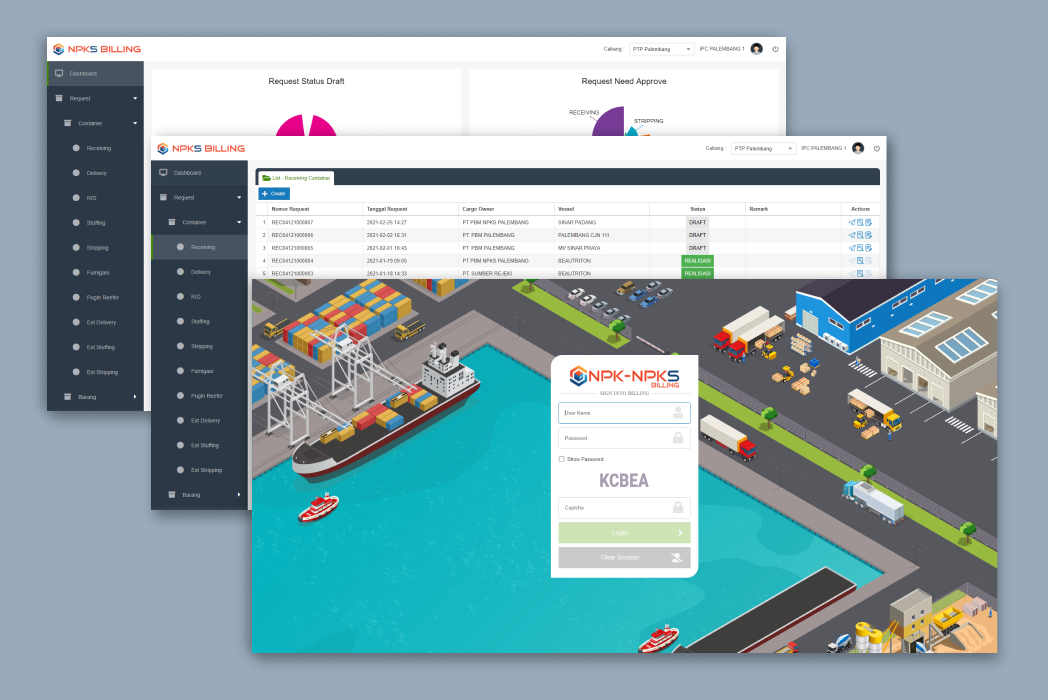 NPKS BILLING
Cabang : PTP Palembang IPC PALEMBANG 1
Dashboard
Request
Container
Receiving
Delivery
R/D
Stuffing
Stripping
Fumigasi
Pugin Reefer
Ext Delivery
Ext Stuffing
Ext Stripping
Barang
Request Status Draft
Request Need Approve
RECEIVING
STRIPPING
NPKS BILLING
Cabang : PTP Palembang IPC PALEMBANG 1
Dashboard
Request
Container
Receiving
Delivery
R/D
Stuffing
Stripping
Fumigasi
Pugin Reefer
Ext Delivery
Ext Stuffing
Ext Stripping
Barang
List - Receiving Container
Create
Nomor Request Tanggal Request Cargo Owner Vessel Status Remark Actions
1 REC04121000007 2021-02-25 14:27 PT PBM NPKS PALEMBANG SINAR PADANG DRAFT
2 REC04121000006 2021-02-02 16:31 PT PBM PALEMBANG PALEMBANG CJN 111 DRAFT
3 REC04121000005 2021-02-01 16:43 PT PBM PALEMBANG MV SINAR PRAYA DRAFT
4 REC04121000004 2021-01-19 09:05 PT PBM NPKS PALEMBANG BEAUTRITON REALISASI
5 REC04121000003 2021-01-18 14:33 PT. SUMBER REJEKI BEAUTRITON REALISASI
NPK-NPKS
BILLING
SIGN INTO BILLING
User Name
Password
Show Password
KCBEA
Captcha
Login
Clear Session